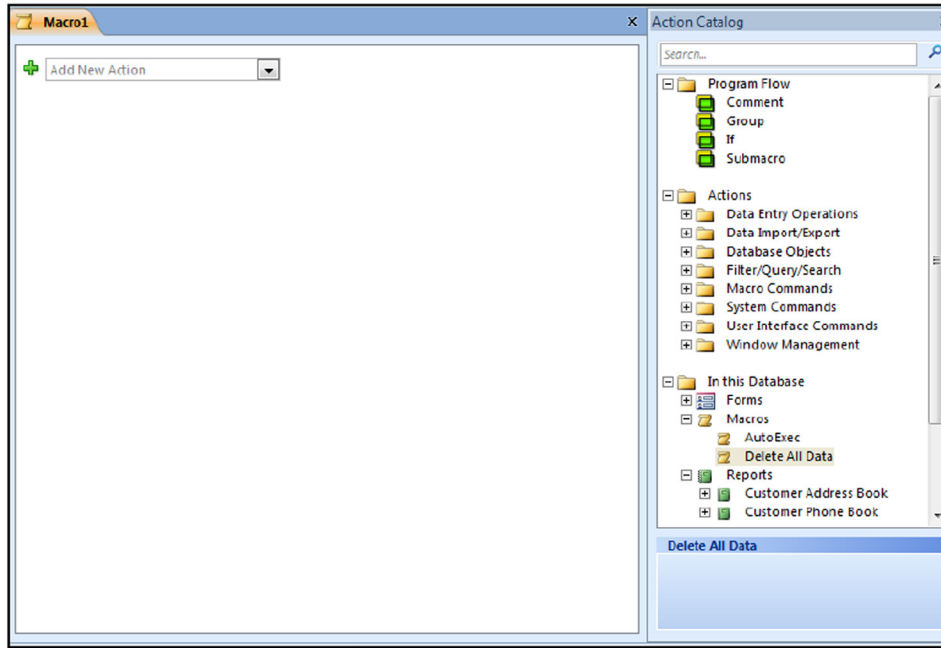 Macro1
Add New Action
Action Catalog
Search...
Program Flow
Comment
Group
If
Submacro
Actions
Data Entry Operations
Data Import/Export
Database Objects
Filter/Query/Search
Macro Commands
System Commands
User Interface Commands
Window Management
In this Database
Forms
Macros
AutoExec
Delete All Data
Reports
Customer Address Book
Customer Phone Book
Delete All Data